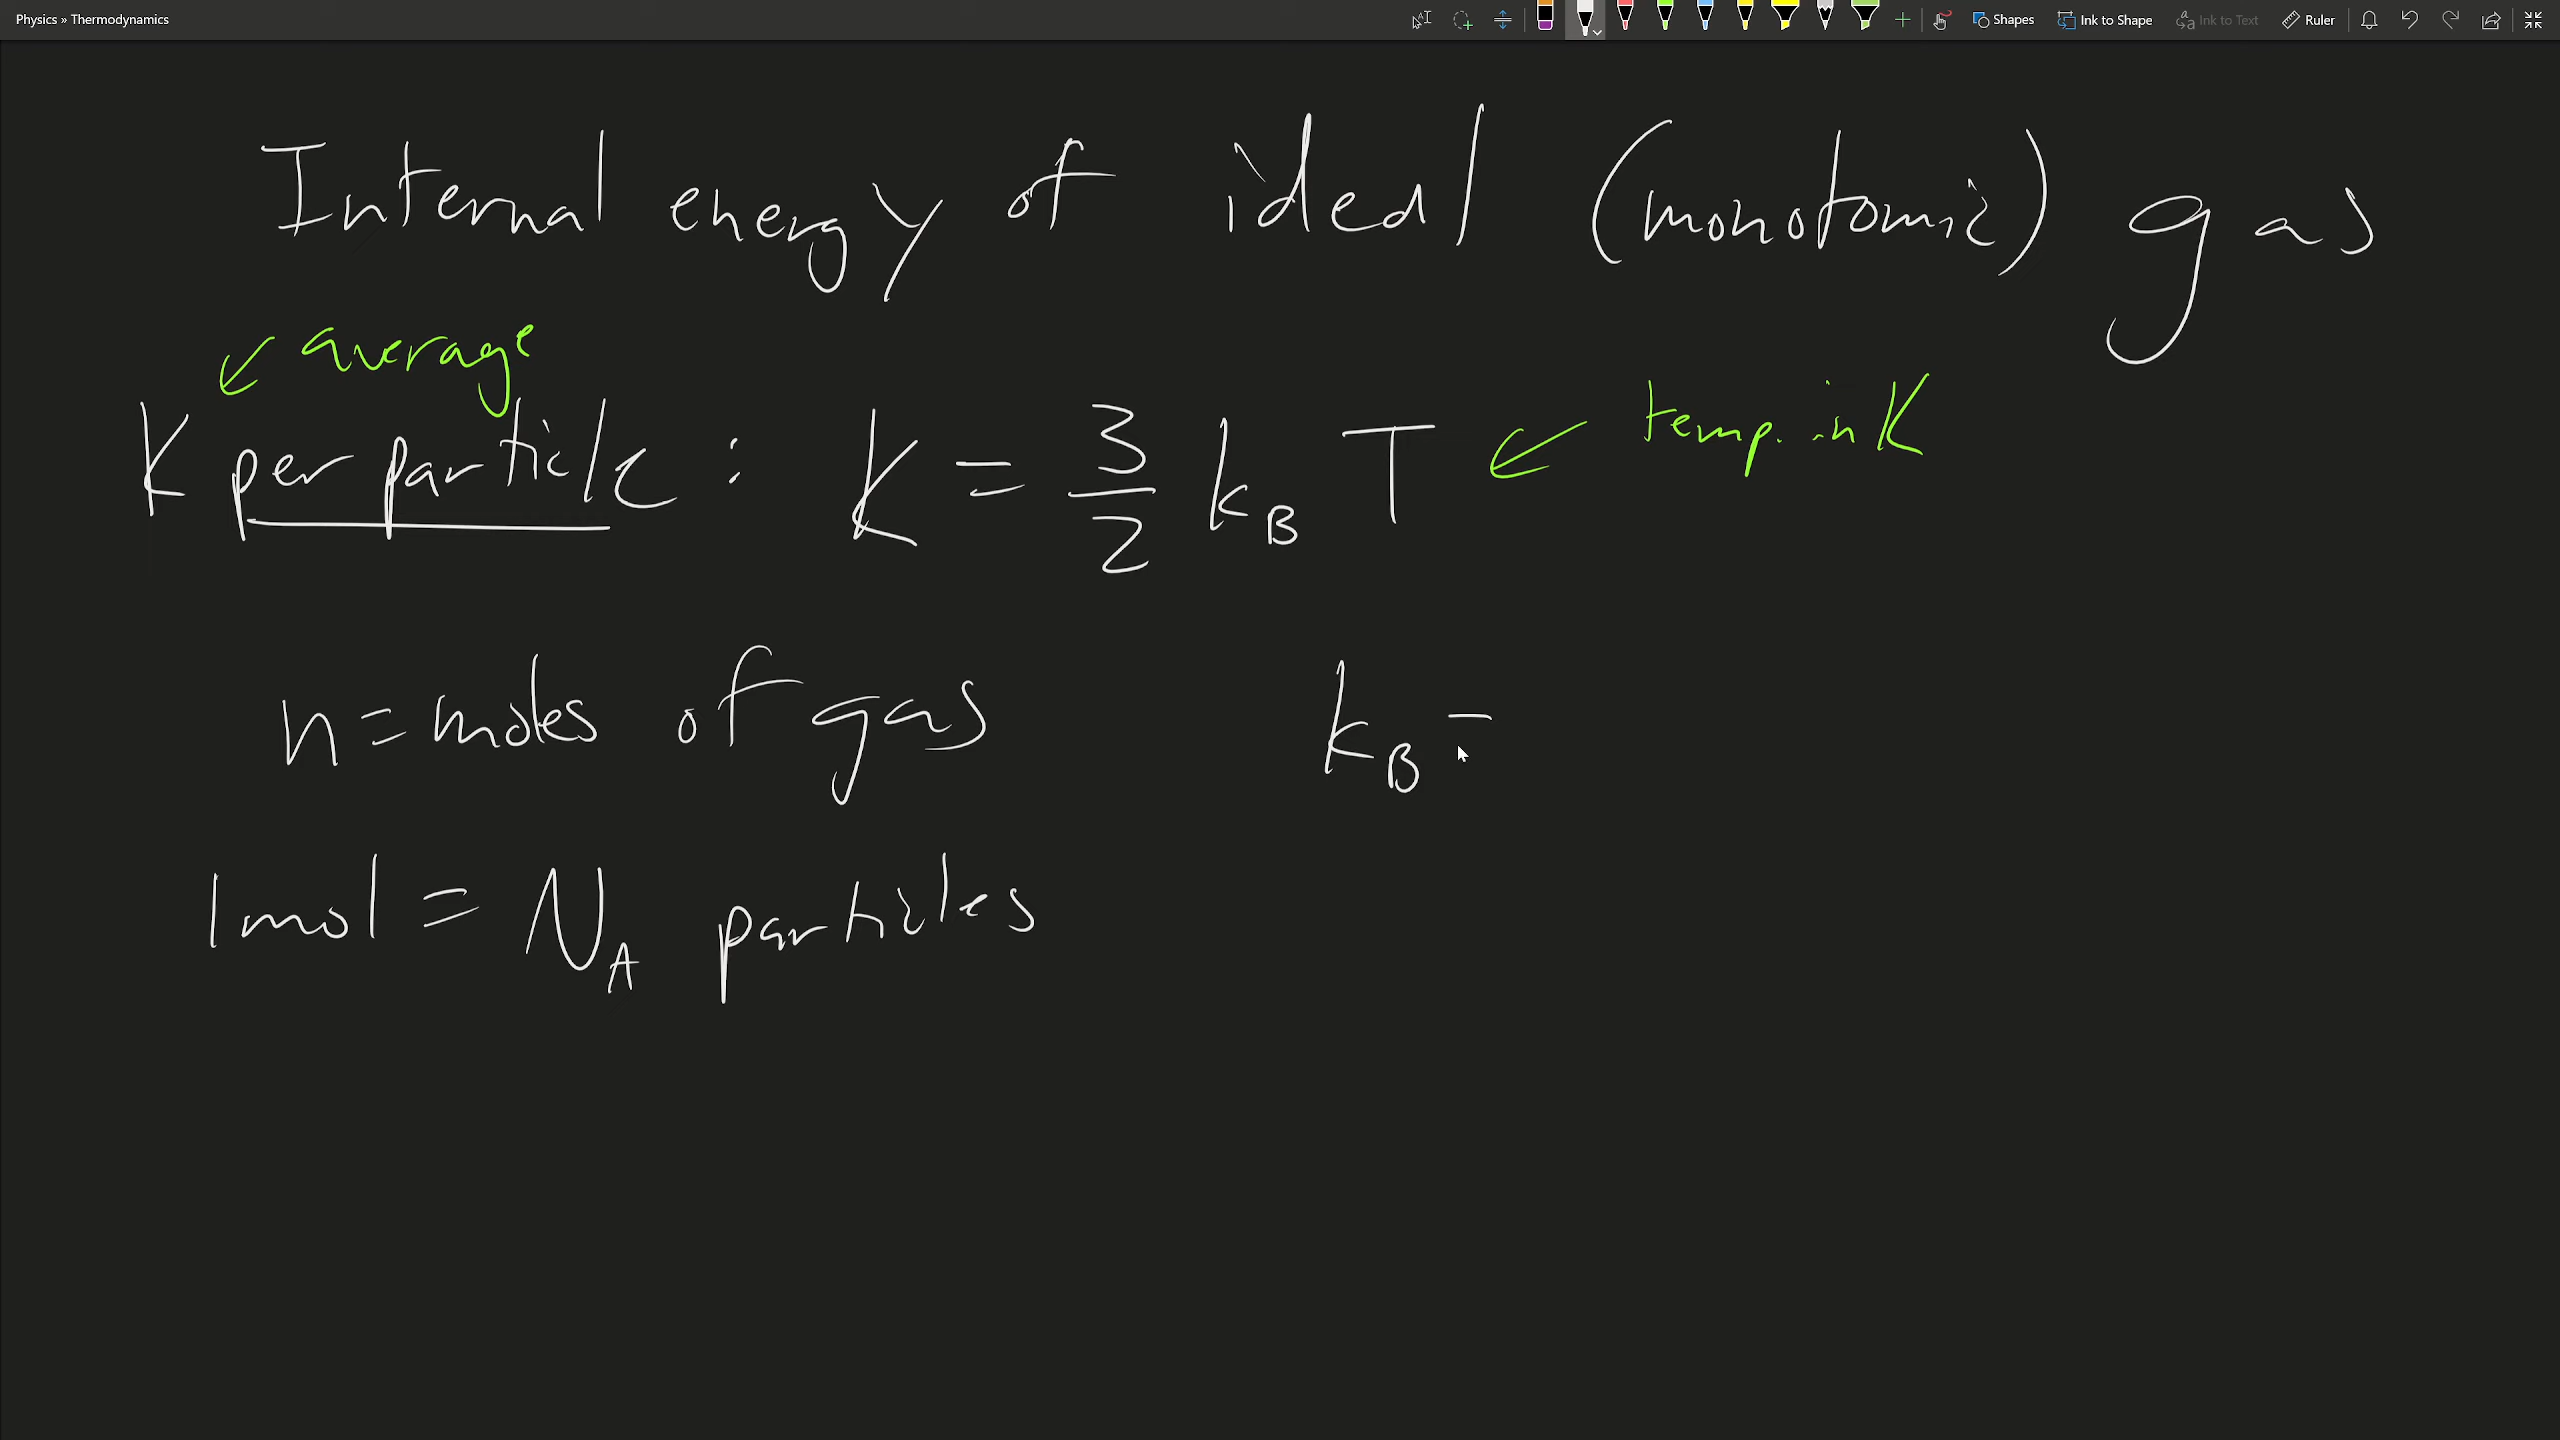 Physics » Thermodynamics
Shapes Ink to Shape Ink to Text Ruler
Internal energy of ideal (monotomic) gas
average
K per particle : K = 3/2 k_B T
temp. in K
n = moles of gas
k_B =
1 mol = N_A particles